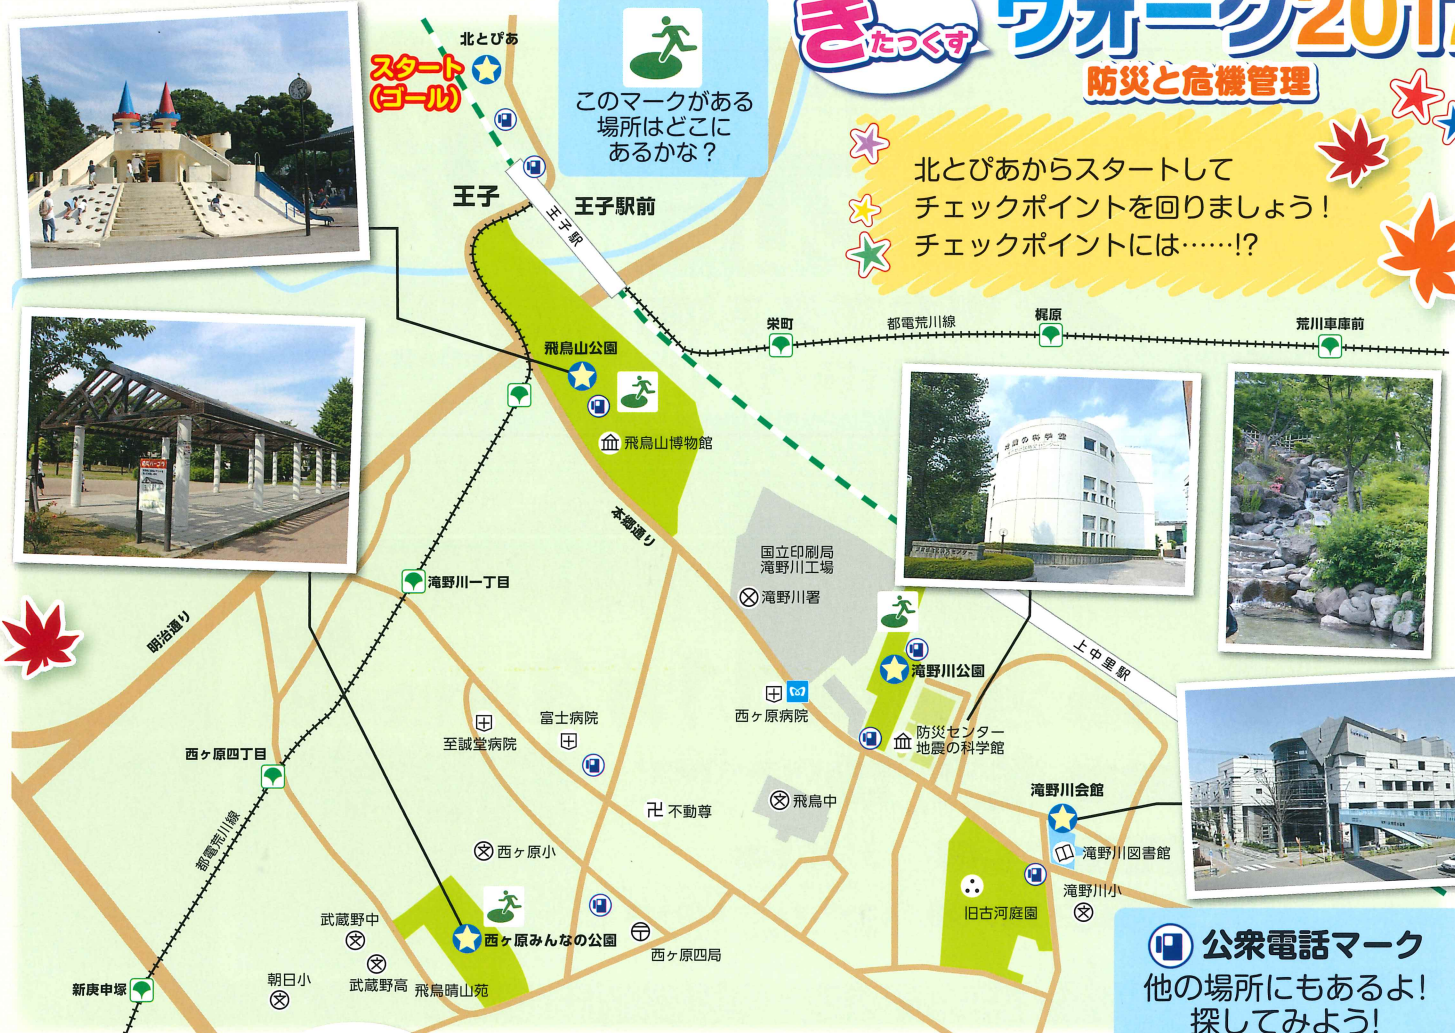 きたっくす
ウォーク201
防災と危機管理
北とぴあからスタートして
チェックポイントを回りましょう！
チェックポイントには……!?
このマークがある
場所はどこに
あるかな？
北とぴあ
スタート
(ゴール)
王子
王子駅
王子駅前
栄町
都電荒川線
梶原
荒川車庫前
飛鳥山公園
飛鳥山博物館
本郷通り
地震の科学館
国立印刷局
滝野川工場
滝野川署
滝野川一丁目
明治通り
上中里駅
滝野川公園
西ヶ原病院
防災センター
地震の科学館
富士病院
至誠堂病院
西ヶ原四丁目
都電荒川線
不動尊
飛鳥中
滝野川会館
滝野川図書館
西ヶ原小
滝野川小
旧古河庭園
武蔵野中
西ヶ原みんなの公園
西ヶ原四局
武蔵野高
飛鳥晴山苑
朝日小
新庚申塚
公衆電話マーク
他の場所にもあるよ！
探してみよう！